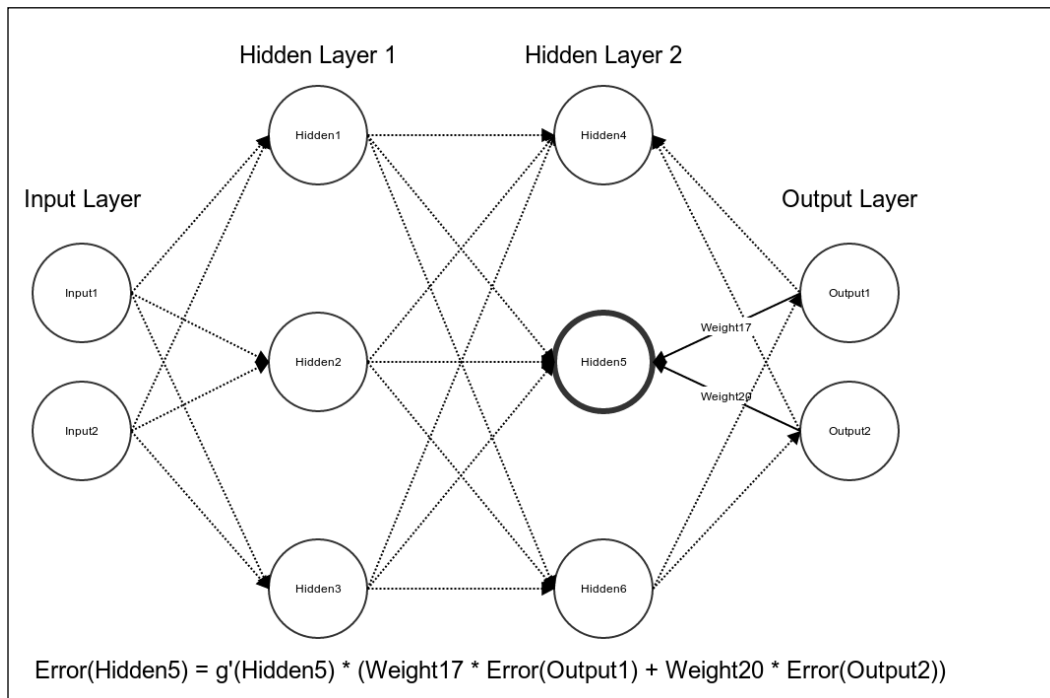 Hidden Layer 1
Hidden Layer 2
Hidden1
Hidden4
Input Layer
Output Layer
Input1
Output1
Weight17
Hidden2
Hidden5
Weight20
Input2
Output2
Hidden3
Hidden6
Error(Hidden5) = g'(Hidden5) * (Weight17 * Error(Output1) + Weight20 * Error(Output2))